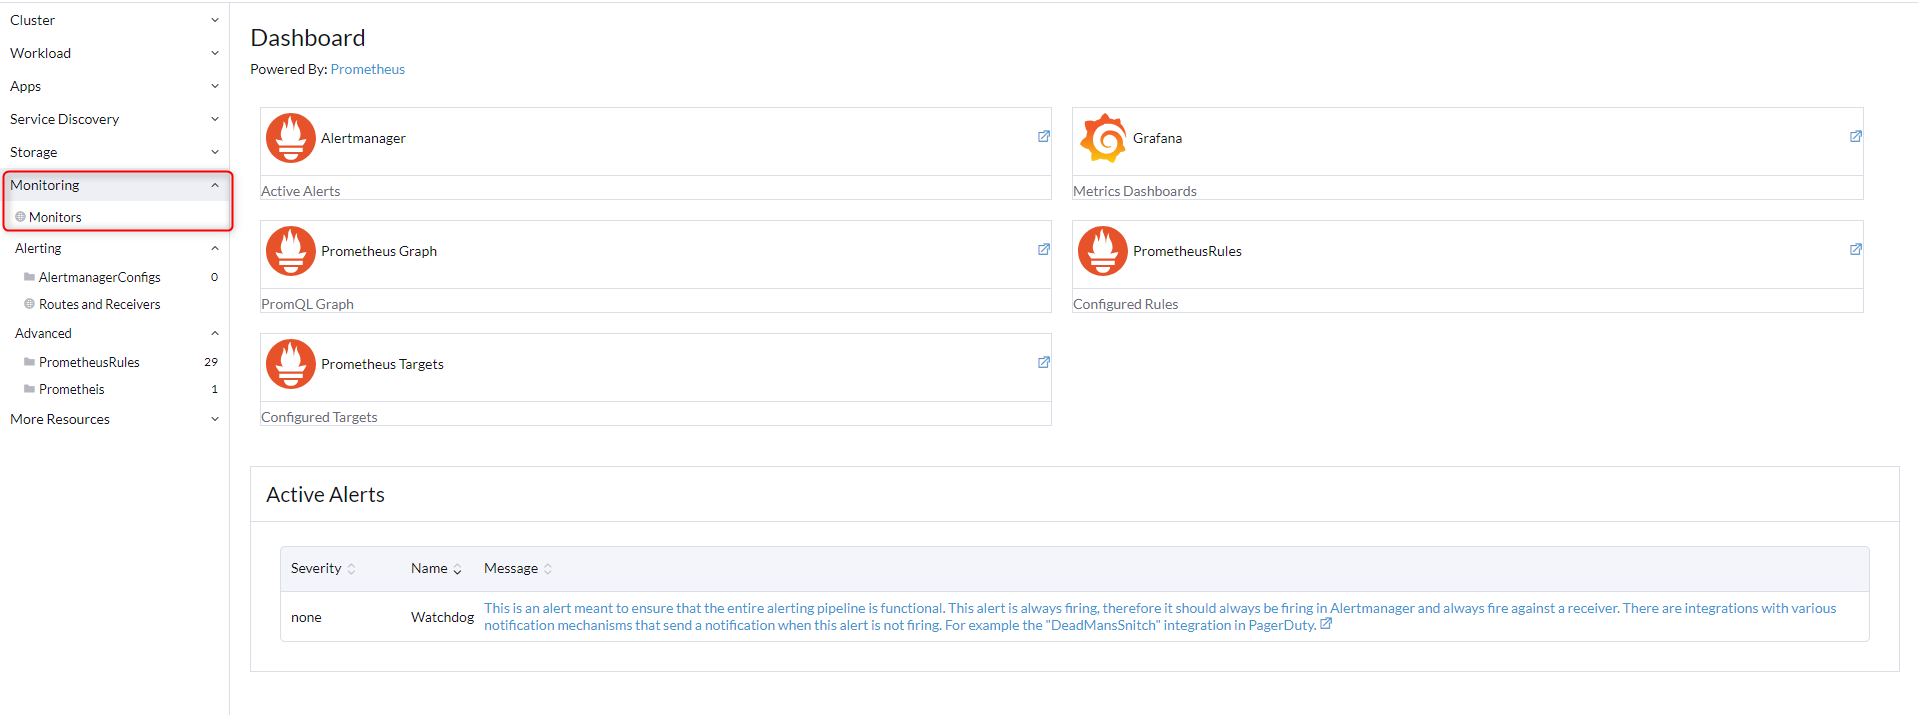 Cluster
Workload
Apps
Service Discovery
Storage
Monitoring
Monitors
Alerting
AlertmanagerConfigs 0
Routes and Receivers
Advanced
PrometheusRules 29
Prometheis 1
More Resources
Dashboard
Powered By: Prometheus
Alertmanager
Active Alerts
Grafana
Metrics Dashboards
Prometheus Graph
PromQL Graph
PrometheusRules
Configured Rules
Prometheus Targets
Configured Targets
Active Alerts
Severity Name Message
none Watchdog This is an alert meant to ensure that the entire alerting pipeline is functional. This alert is always firing, therefore it should always be firing in Alertmanager and always fire against a receiver. There are integrations with various
notification mechanisms that send a notification when this alert is not firing. For example the "DeadMansSnitch" integration in PagerDuty.